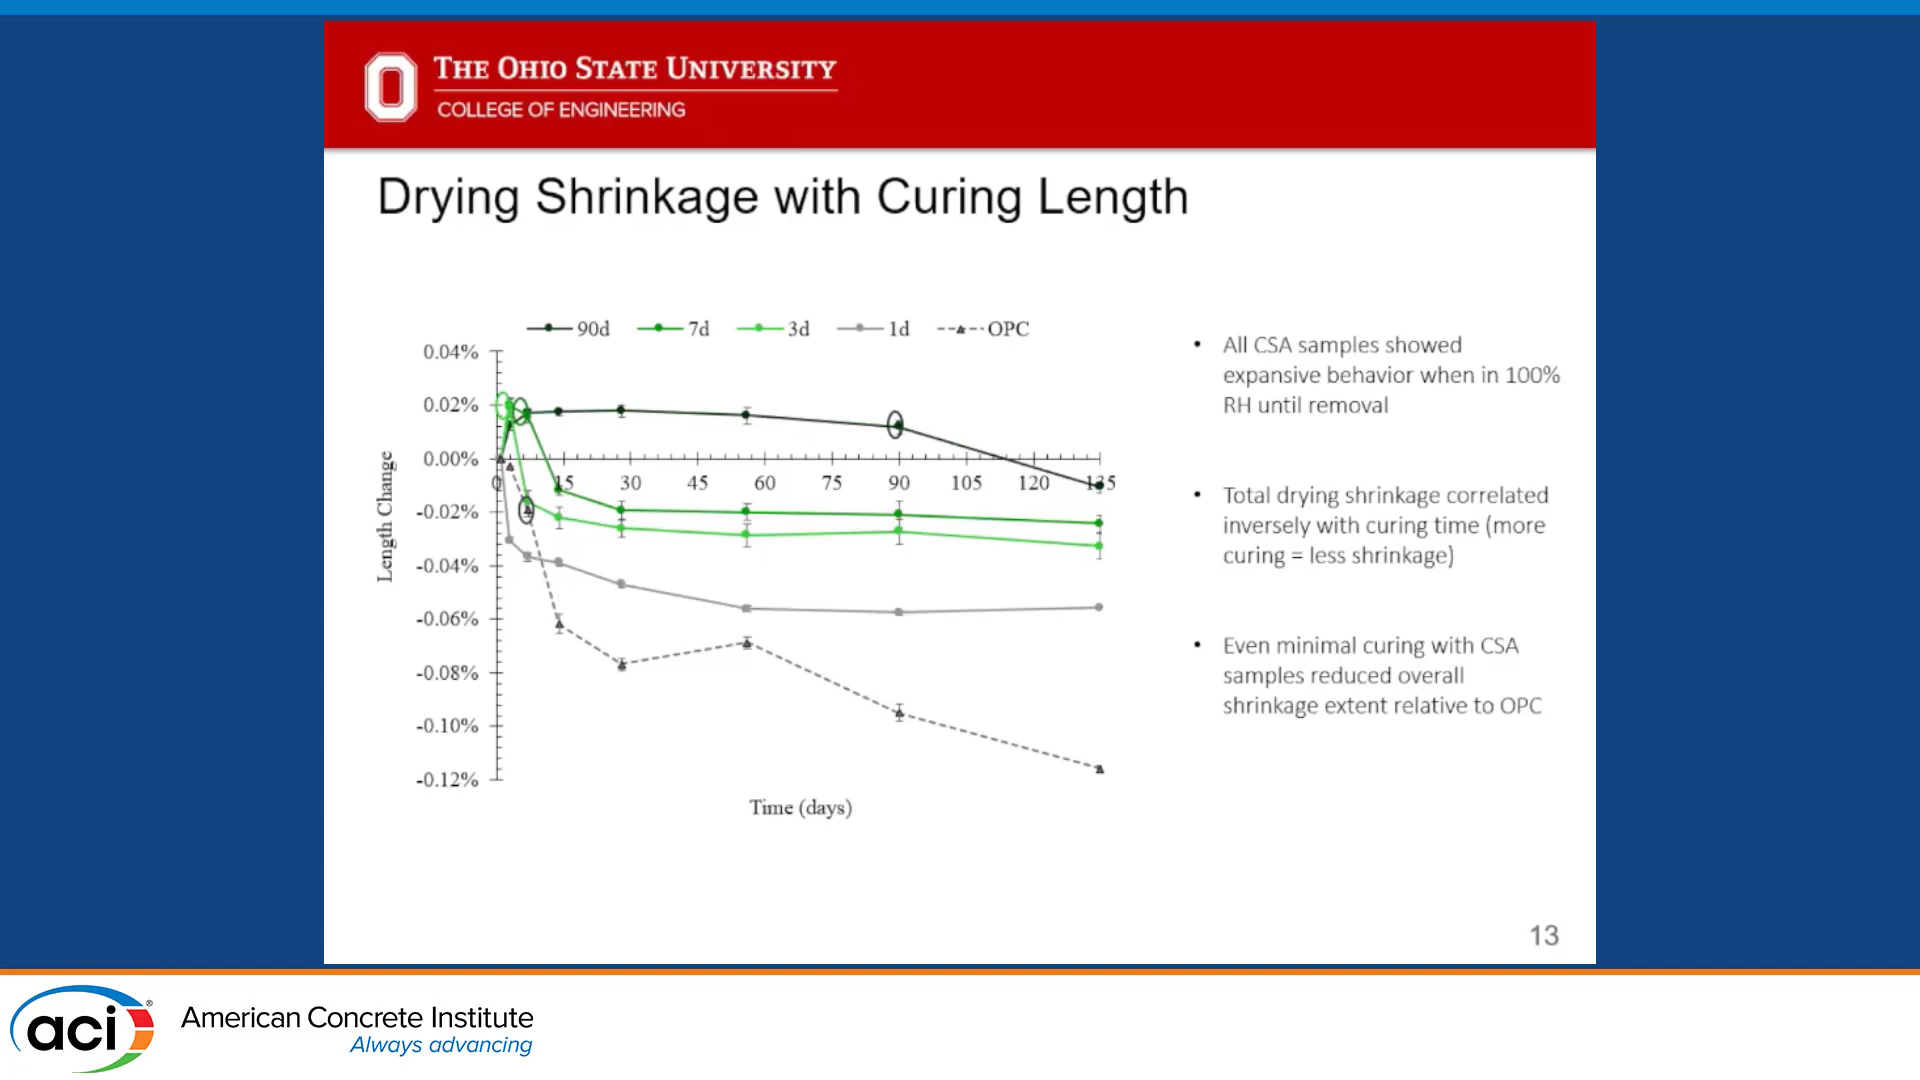 THE OHIO STATE UNIVERSITY
COLLEGE OF ENGINEERING
Drying Shrinkage with Curing Length
90d 7d 3d 1d OPC
0.04%
0.02%
0.00%
-0.02%
-0.04%
-0.06%
-0.08%
-0.10%
-0.12%
Length Change
0 15 30 45 60 75 90 105 120 135
Time (days)
• All CSA samples showed
expansive behavior when in 100%
RH until removal
• Total drying shrinkage correlated
inversely with curing time (more
curing = less shrinkage)
• Even minimal curing with CSA
samples reduced overall
shrinkage extent relative to OPC
13
aci®
American Concrete Institute
Always advancing